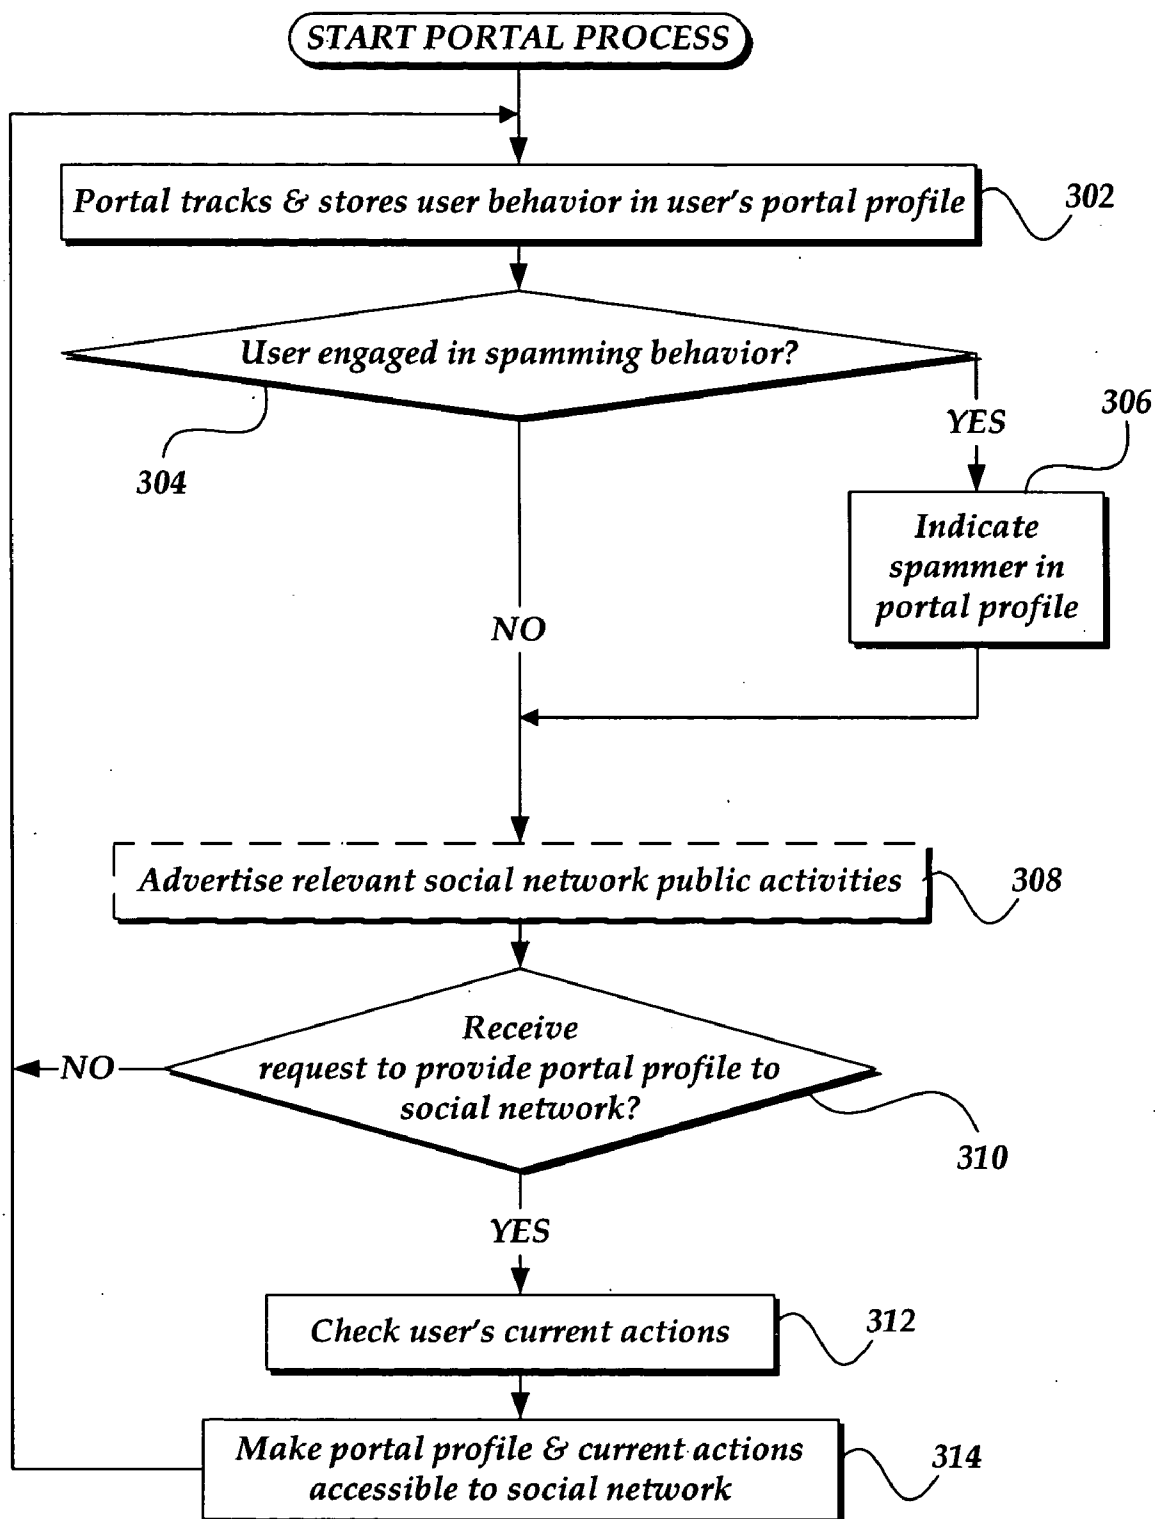 START PORTAL PROCESS
Portal tracks & stores user behavior in user's portal profile
302
User engaged in spamming behavior?
304
YES
306
Indicate
spammer in
portal profile
NO
Advertise relevant social network public activities
308
Receive
request to provide portal profile to
social network?
NO
310
YES
Check user's current actions
312
Make portal profile & current actions
accessible to social network
314